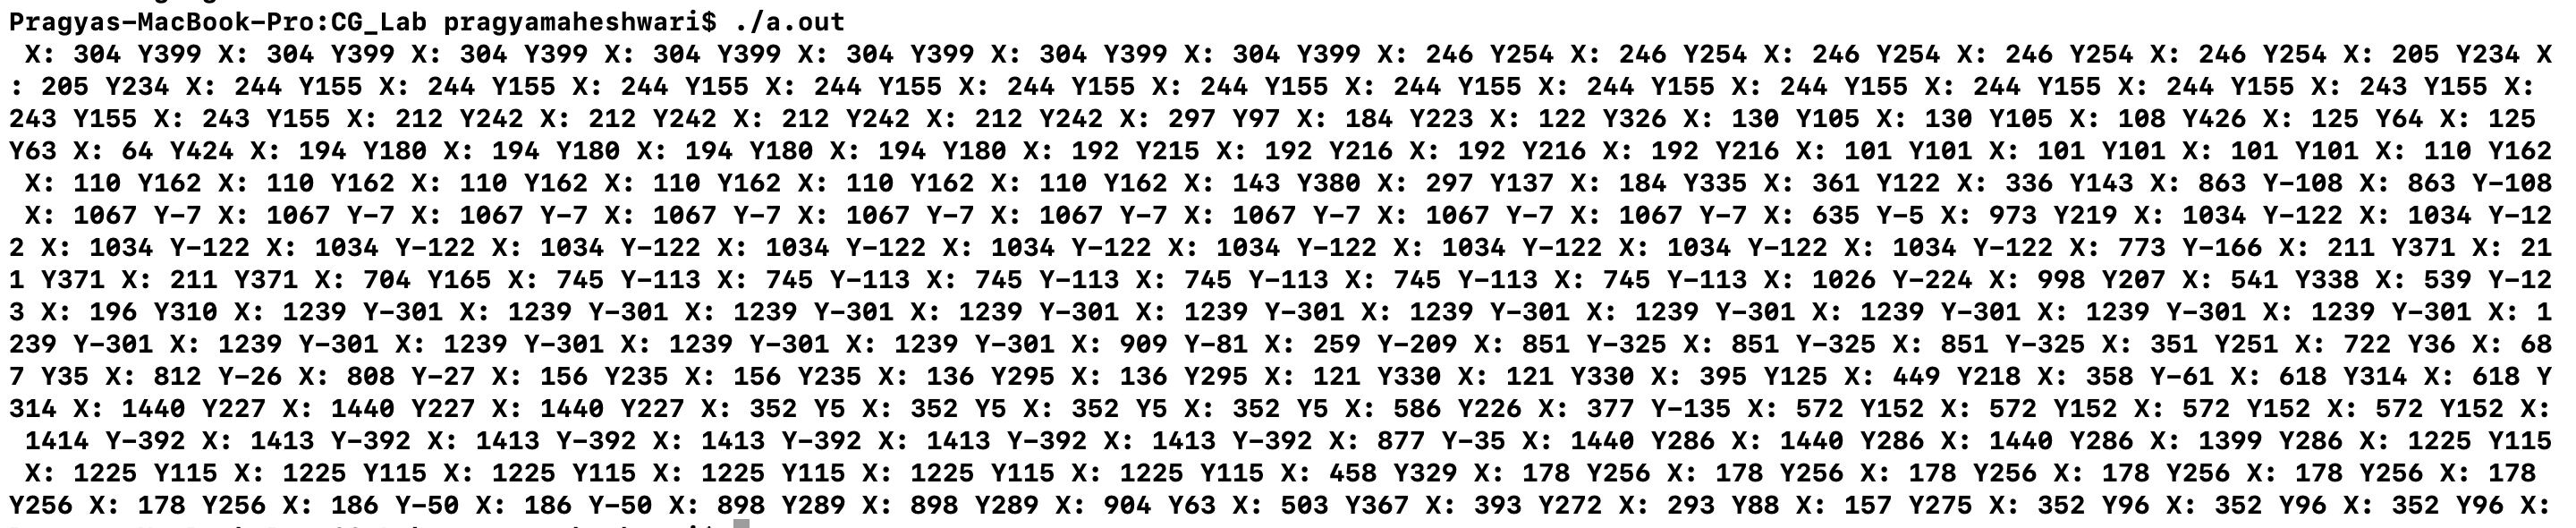 Pragyas-MacBook-Pro:CG_Lab pragyamaheshwari$ ./a.out
 X: 304 Y399 X: 304 Y399 X: 304 Y399 X: 304 Y399 X: 304 Y399 X: 304 Y399 X: 304 Y399 X: 246 Y254 X: 246 Y254 X: 246 Y254 X: 246 Y254 X: 246 Y254 X: 205 Y234 X
: 205 Y234 X: 244 Y155 X: 244 Y155 X: 244 Y155 X: 244 Y155 X: 244 Y155 X: 244 Y155 X: 244 Y155 X: 244 Y155 X: 244 Y155 X: 244 Y155 X: 244 Y155 X: 243 Y155 X:
243 Y155 X: 243 Y155 X: 212 Y242 X: 212 Y242 X: 212 Y242 X: 212 Y242 X: 297 Y97 X: 184 Y223 X: 122 Y326 X: 130 Y105 X: 130 Y105 X: 108 Y426 X: 125 Y64 X: 125
Y63 X: 64 Y424 X: 194 Y180 X: 194 Y180 X: 194 Y180 X: 194 Y180 X: 192 Y215 X: 192 Y216 X: 192 Y216 X: 192 Y216 X: 101 Y101 X: 101 Y101 X: 101 Y101 X: 110 Y162
 X: 110 Y162 X: 110 Y162 X: 110 Y162 X: 110 Y162 X: 110 Y162 X: 110 Y162 X: 143 Y380 X: 297 Y137 X: 184 Y335 X: 361 Y122 X: 336 Y143 X: 863 Y-108 X: 863 Y-108
 X: 1067 Y-7 X: 1067 Y-7 X: 1067 Y-7 X: 1067 Y-7 X: 1067 Y-7 X: 1067 Y-7 X: 1067 Y-7 X: 1067 Y-7 X: 1067 Y-7 X: 635 Y-5 X: 973 Y219 X: 1034 Y-122 X: 1034 Y-12
2 X: 1034 Y-122 X: 1034 Y-122 X: 1034 Y-122 X: 1034 Y-122 X: 1034 Y-122 X: 1034 Y-122 X: 1034 Y-122 X: 1034 Y-122 X: 1034 Y-122 X: 773 Y-166 X: 211 Y371 X: 21
1 Y371 X: 211 Y371 X: 704 Y165 X: 745 Y-113 X: 745 Y-113 X: 745 Y-113 X: 745 Y-113 X: 745 Y-113 X: 745 Y-113 X: 1026 Y-224 X: 998 Y207 X: 541 Y338 X: 539 Y-12
3 X: 196 Y310 X: 1239 Y-301 X: 1239 Y-301 X: 1239 Y-301 X: 1239 Y-301 X: 1239 Y-301 X: 1239 Y-301 X: 1239 Y-301 X: 1239 Y-301 X: 1239 Y-301 X: 1
239 Y-301 X: 1239 Y-301 X: 1239 Y-301 X: 1239 Y-301 X: 1239 Y-301 X: 909 Y-81 X: 259 Y-209 X: 851 Y-325 X: 851 Y-325 X: 851 Y-325 X: 351 Y251 X: 722 Y36 X: 68
7 Y35 X: 812 Y-26 X: 808 Y-27 X: 156 Y235 X: 156 Y235 X: 136 Y295 X: 136 Y295 X: 121 Y330 X: 121 Y330 X: 395 Y125 X: 449 Y218 X: 358 Y-61 X: 618 Y314 X: 618 Y
314 X: 1440 Y227 X: 1440 Y227 X: 1440 Y227 X: 352 Y5 X: 352 Y5 X: 352 Y5 X: 352 Y5 X: 586 Y226 X: 377 Y-135 X: 572 Y152 X: 572 Y152 X: 572 Y152 X: 572 Y152 X:
 1414 Y-392 X: 1413 Y-392 X: 1413 Y-392 X: 1413 Y-392 X: 1413 Y-392 X: 1413 Y-392 X: 877 Y-35 X: 1440 Y286 X: 1440 Y286 X: 1440 Y286 X: 1399 Y286 X: 1225 Y115
 X: 1225 Y115 X: 1225 Y115 X: 1225 Y115 X: 1225 Y115 X: 1225 Y115 X: 1225 Y115 X: 458 Y329 X: 178 Y256 X: 178 Y256 X: 178 Y256 X: 178 Y256 X: 178 Y256 X: 178
Y256 X: 178 Y256 X: 186 Y-50 X: 186 Y-50 X: 898 Y289 X: 898 Y289 X: 904 Y63 X: 503 Y367 X: 393 Y272 X: 293 Y88 X: 157 Y275 X: 352 Y96 X: 352 Y96 X: 352 Y96 X: